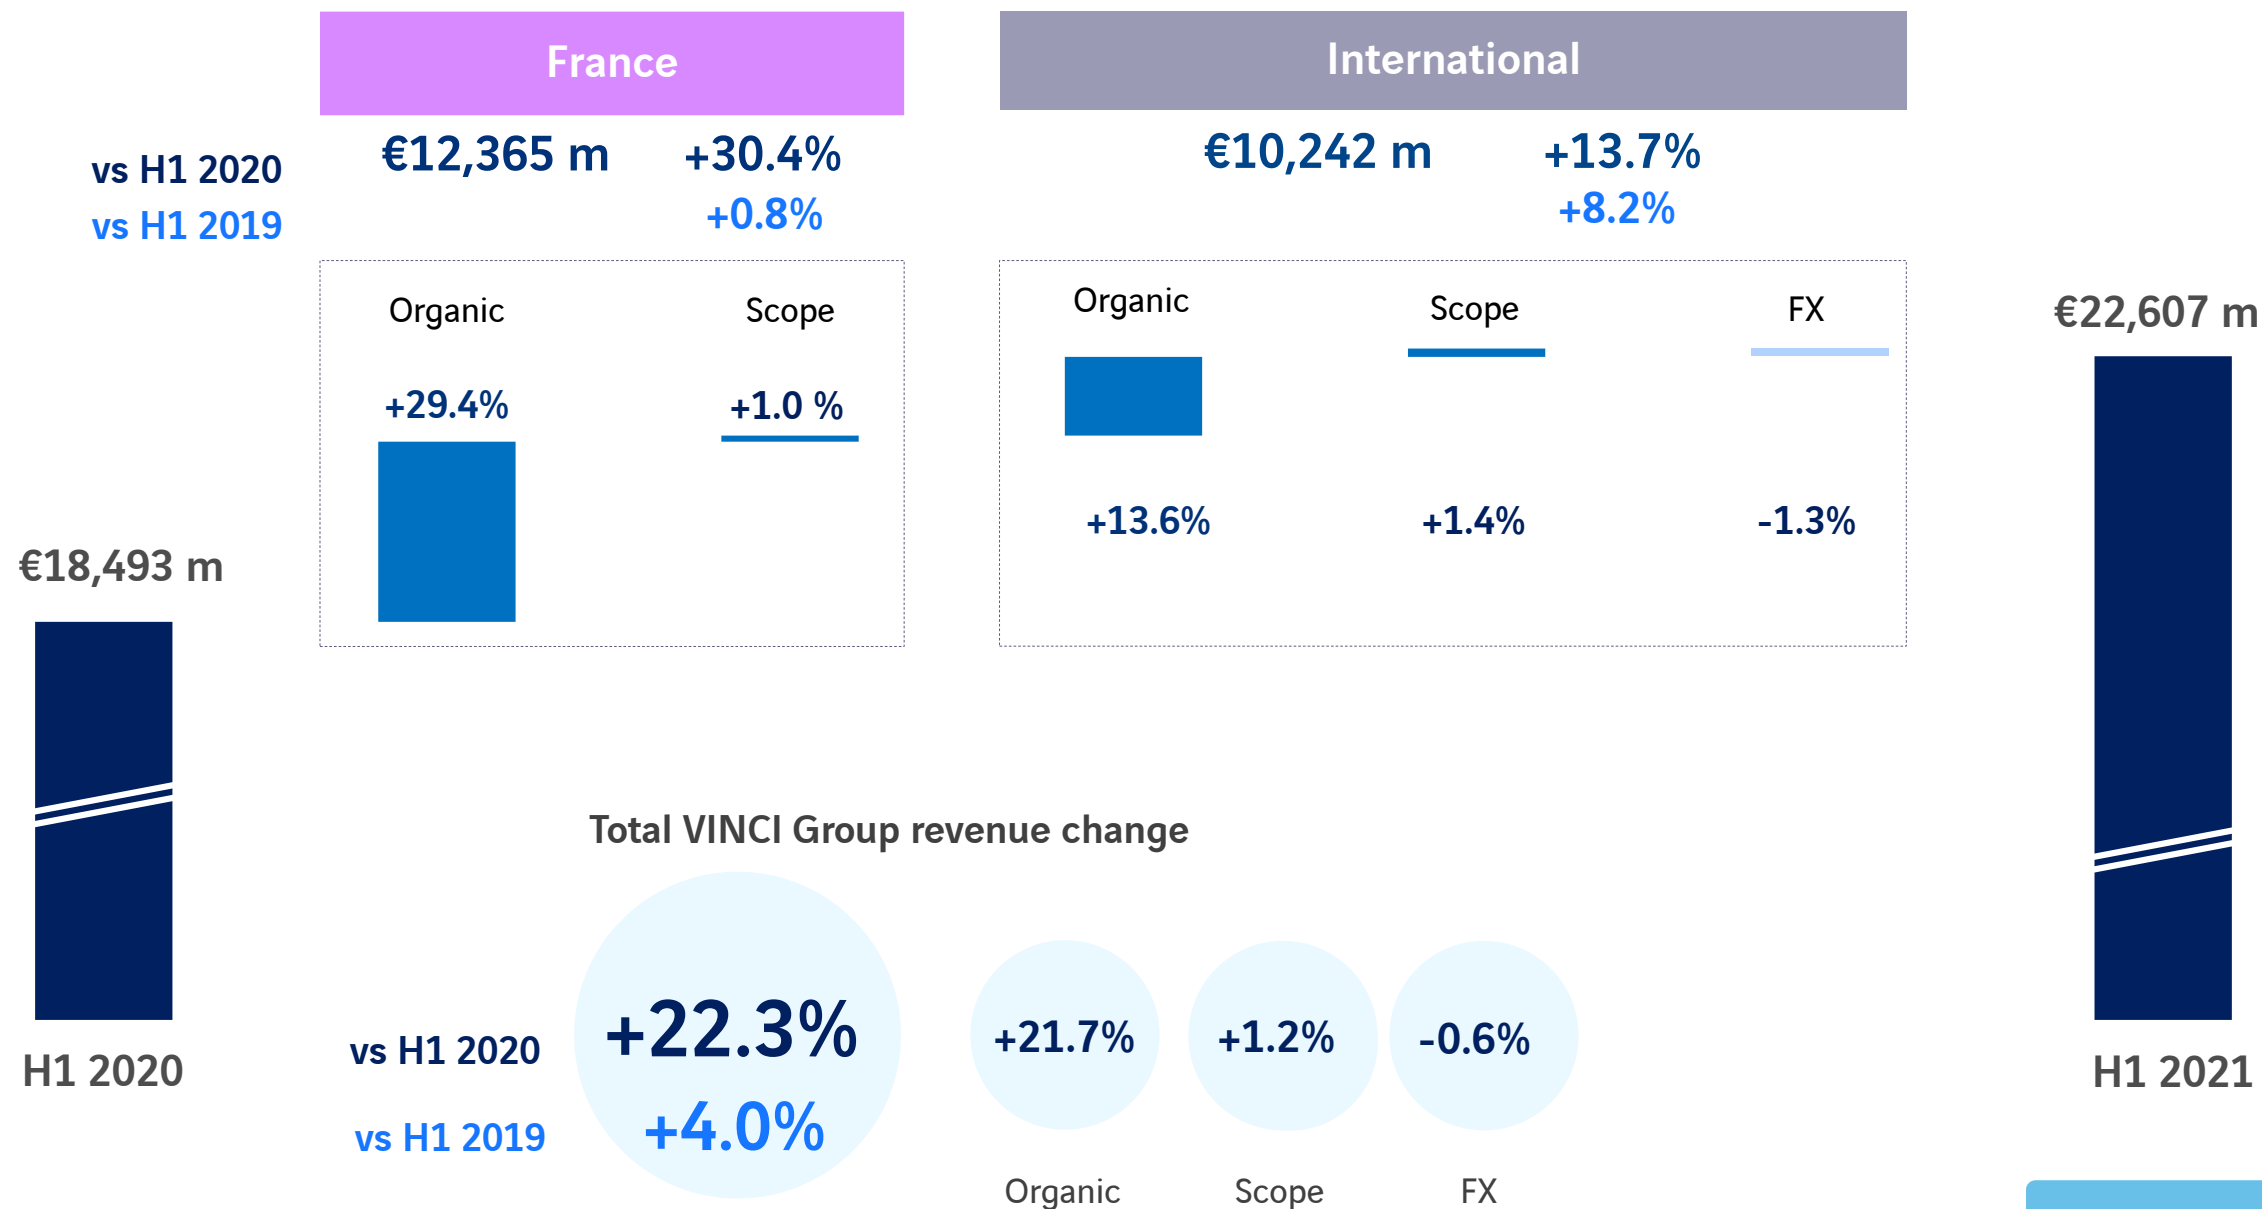 France
International
vs H1 2020
€12,365 m
+30.4%
€10,242 m
+13.7%
vs H1 2019
+0.8%
+8.2%
Organic
Scope
Organic
Scope
FX
+29.4%
+1.0 %
+13.6%
+1.4%
-1.3%
€18,493 m
€22,607 m
Total VINCI Group revenue change
vs H1 2020
+22.3%
+21.7%
+1.2%
-0.6%
vs H1 2019
+4.0%
Organic
Scope
FX
H1 2020
H1 2021